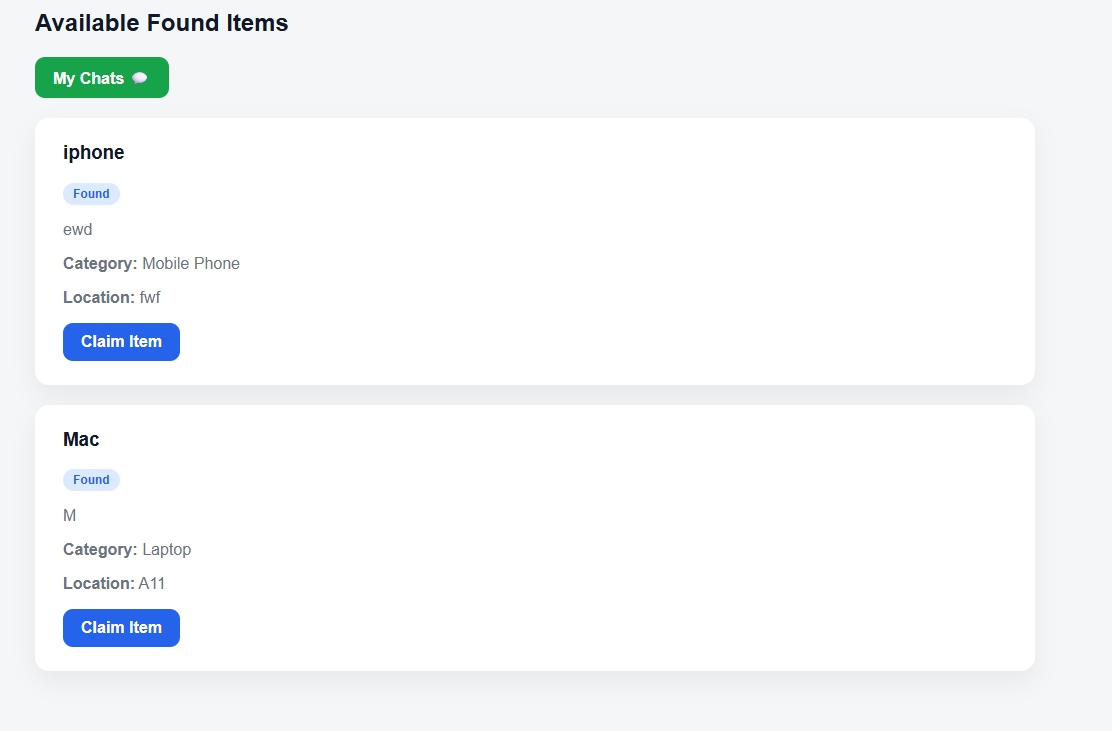 Available Found Items
My Chats 💬
iphone
Found
ewd
Category: Mobile Phone
Location: fwf
Claim Item
Mac
Found
M
Category: Laptop
Location: A11
Claim Item